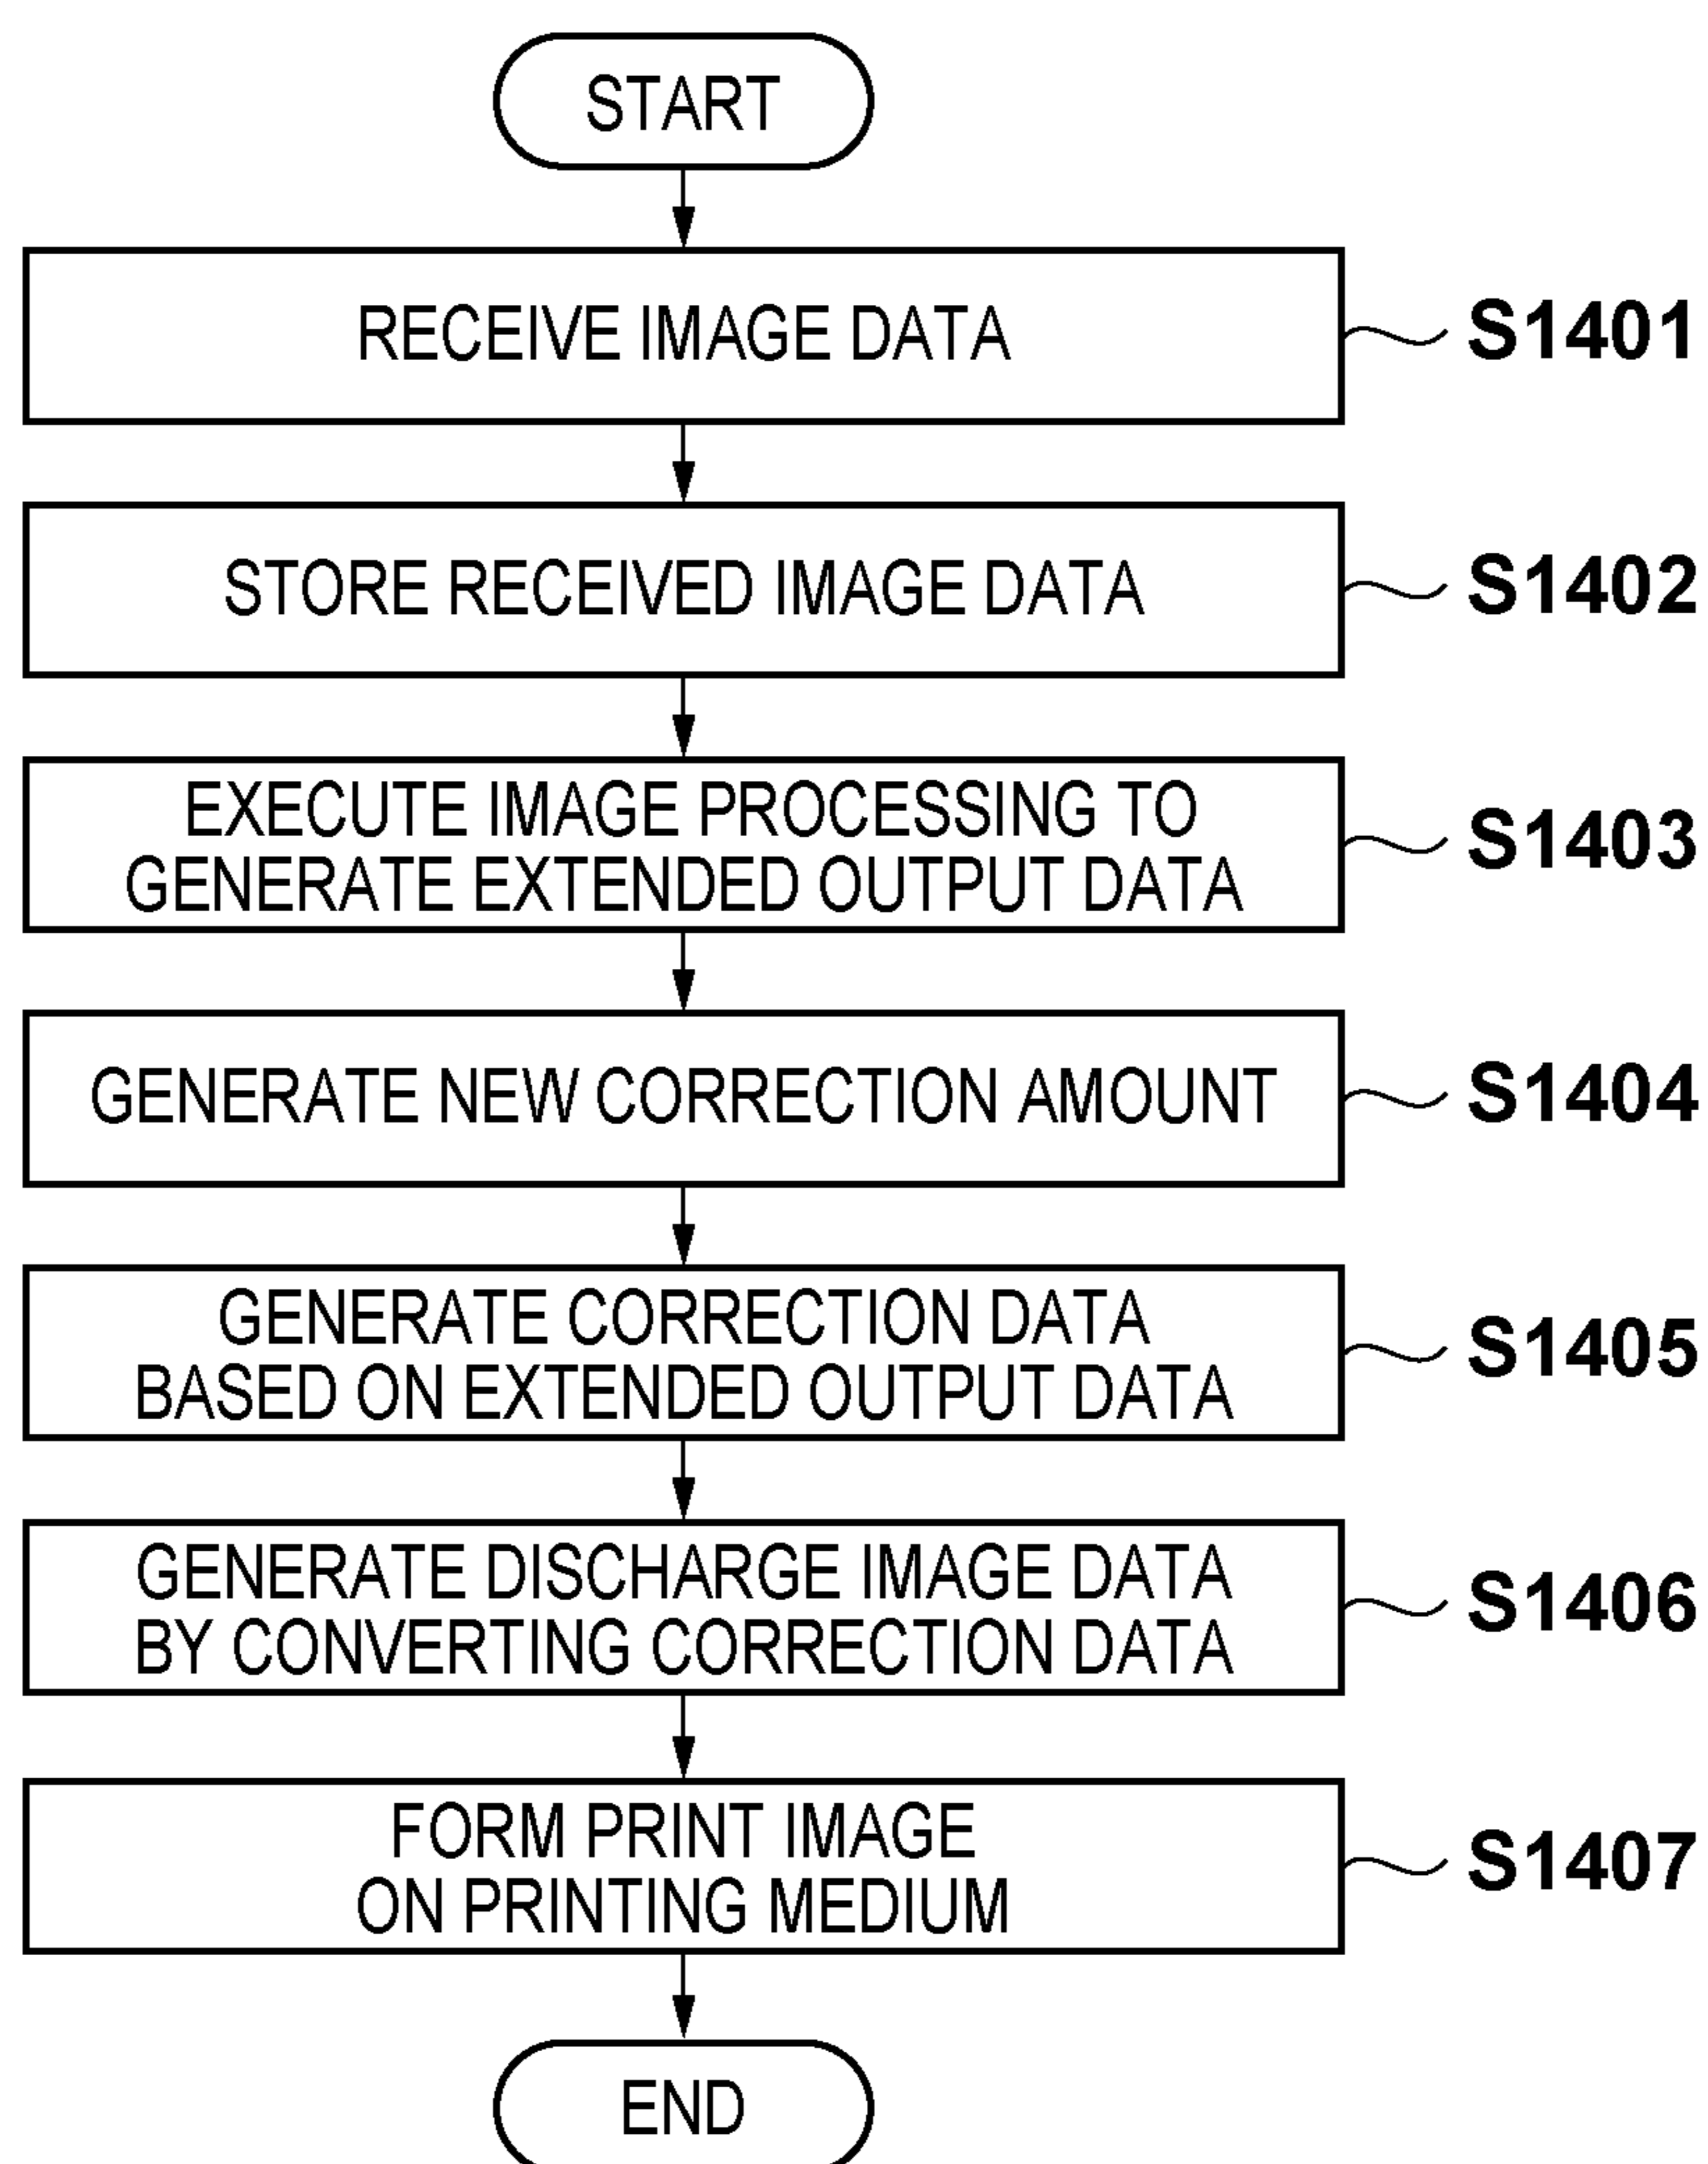 START
RECEIVE IMAGE DATA
S1401
STORE RECEIVED IMAGE DATA
S1402
EXECUTE IMAGE PROCESSING TO
GENERATE EXTENDED OUTPUT DATA
S1403
GENERATE NEW CORRECTION AMOUNT
S1404
GENERATE CORRECTION DATA
BASED ON EXTENDED OUTPUT DATA
S1405
GENERATE DISCHARGE IMAGE DATA
BY CONVERTING CORRECTION DATA
S1406
FORM PRINT IMAGE
ON PRINTING MEDIUM
S1407
END